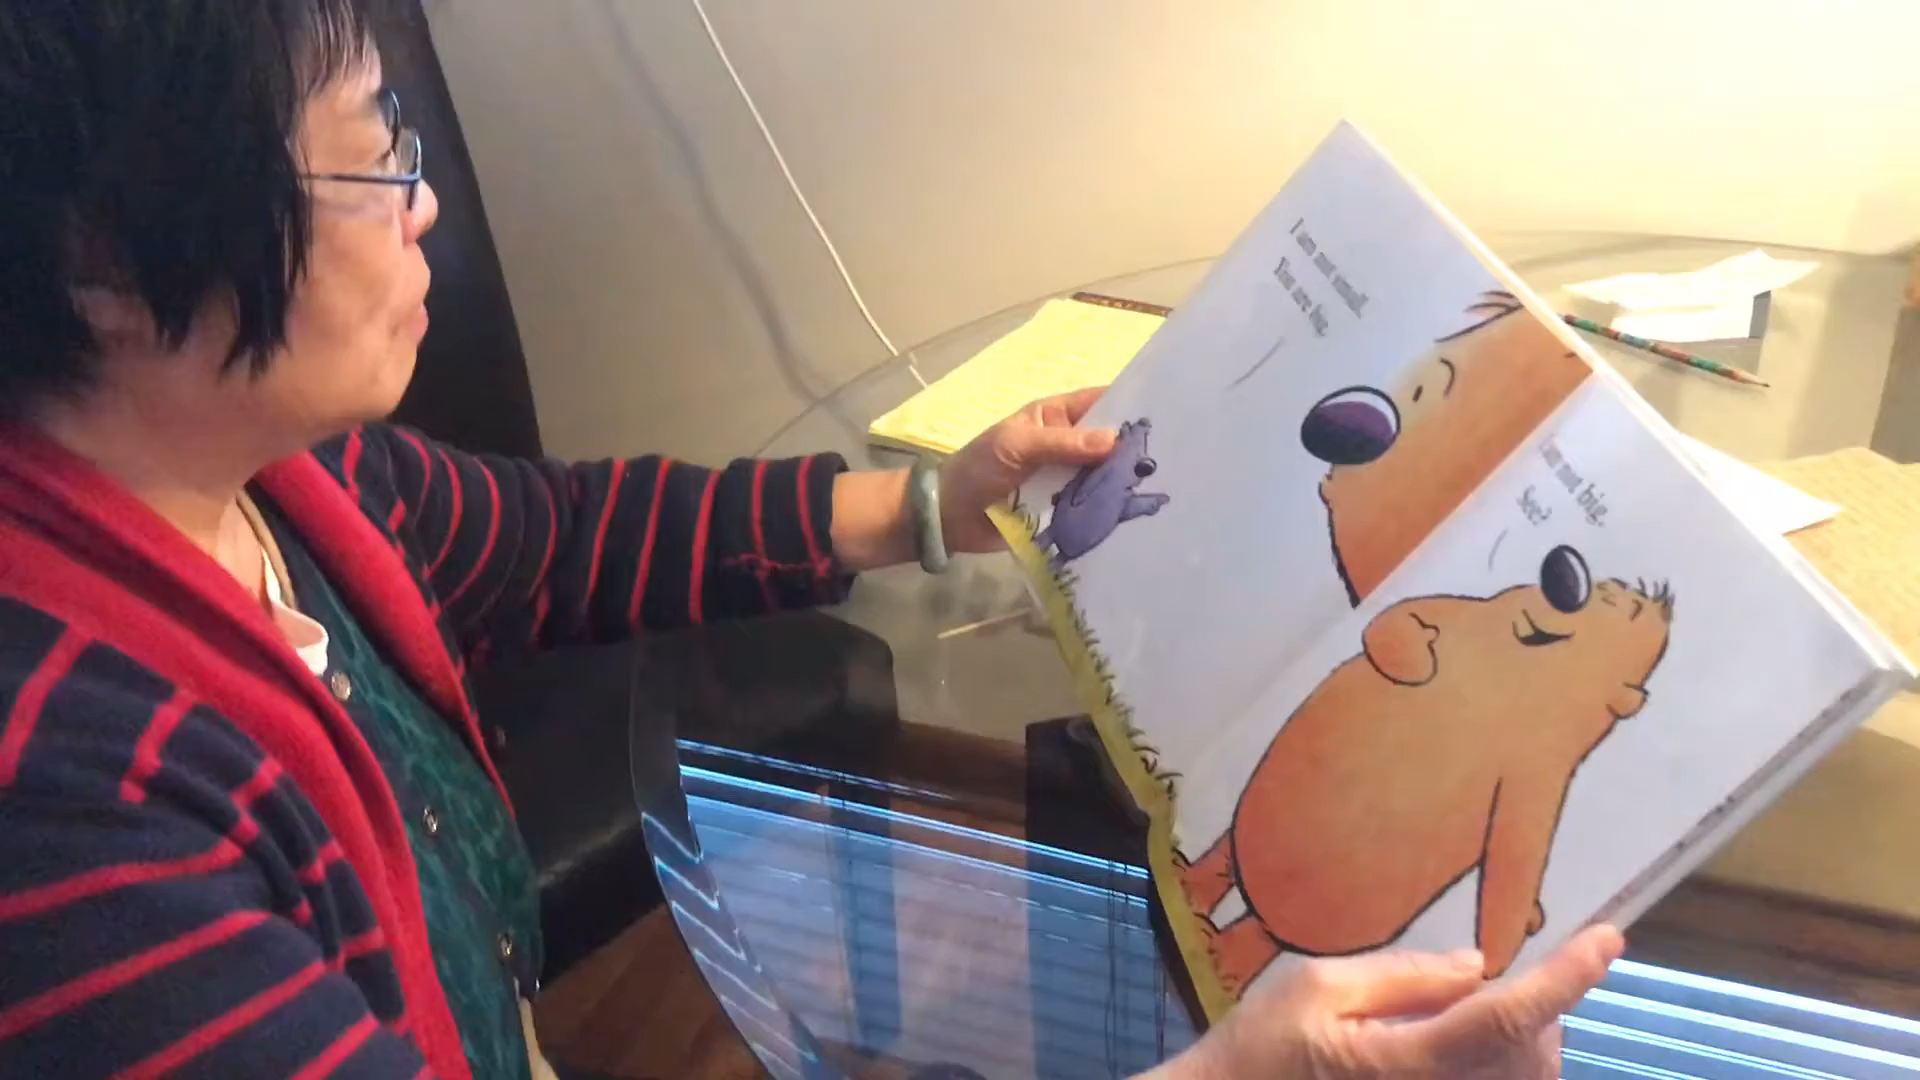 I am not small.
You are big.
I am not big.
See?